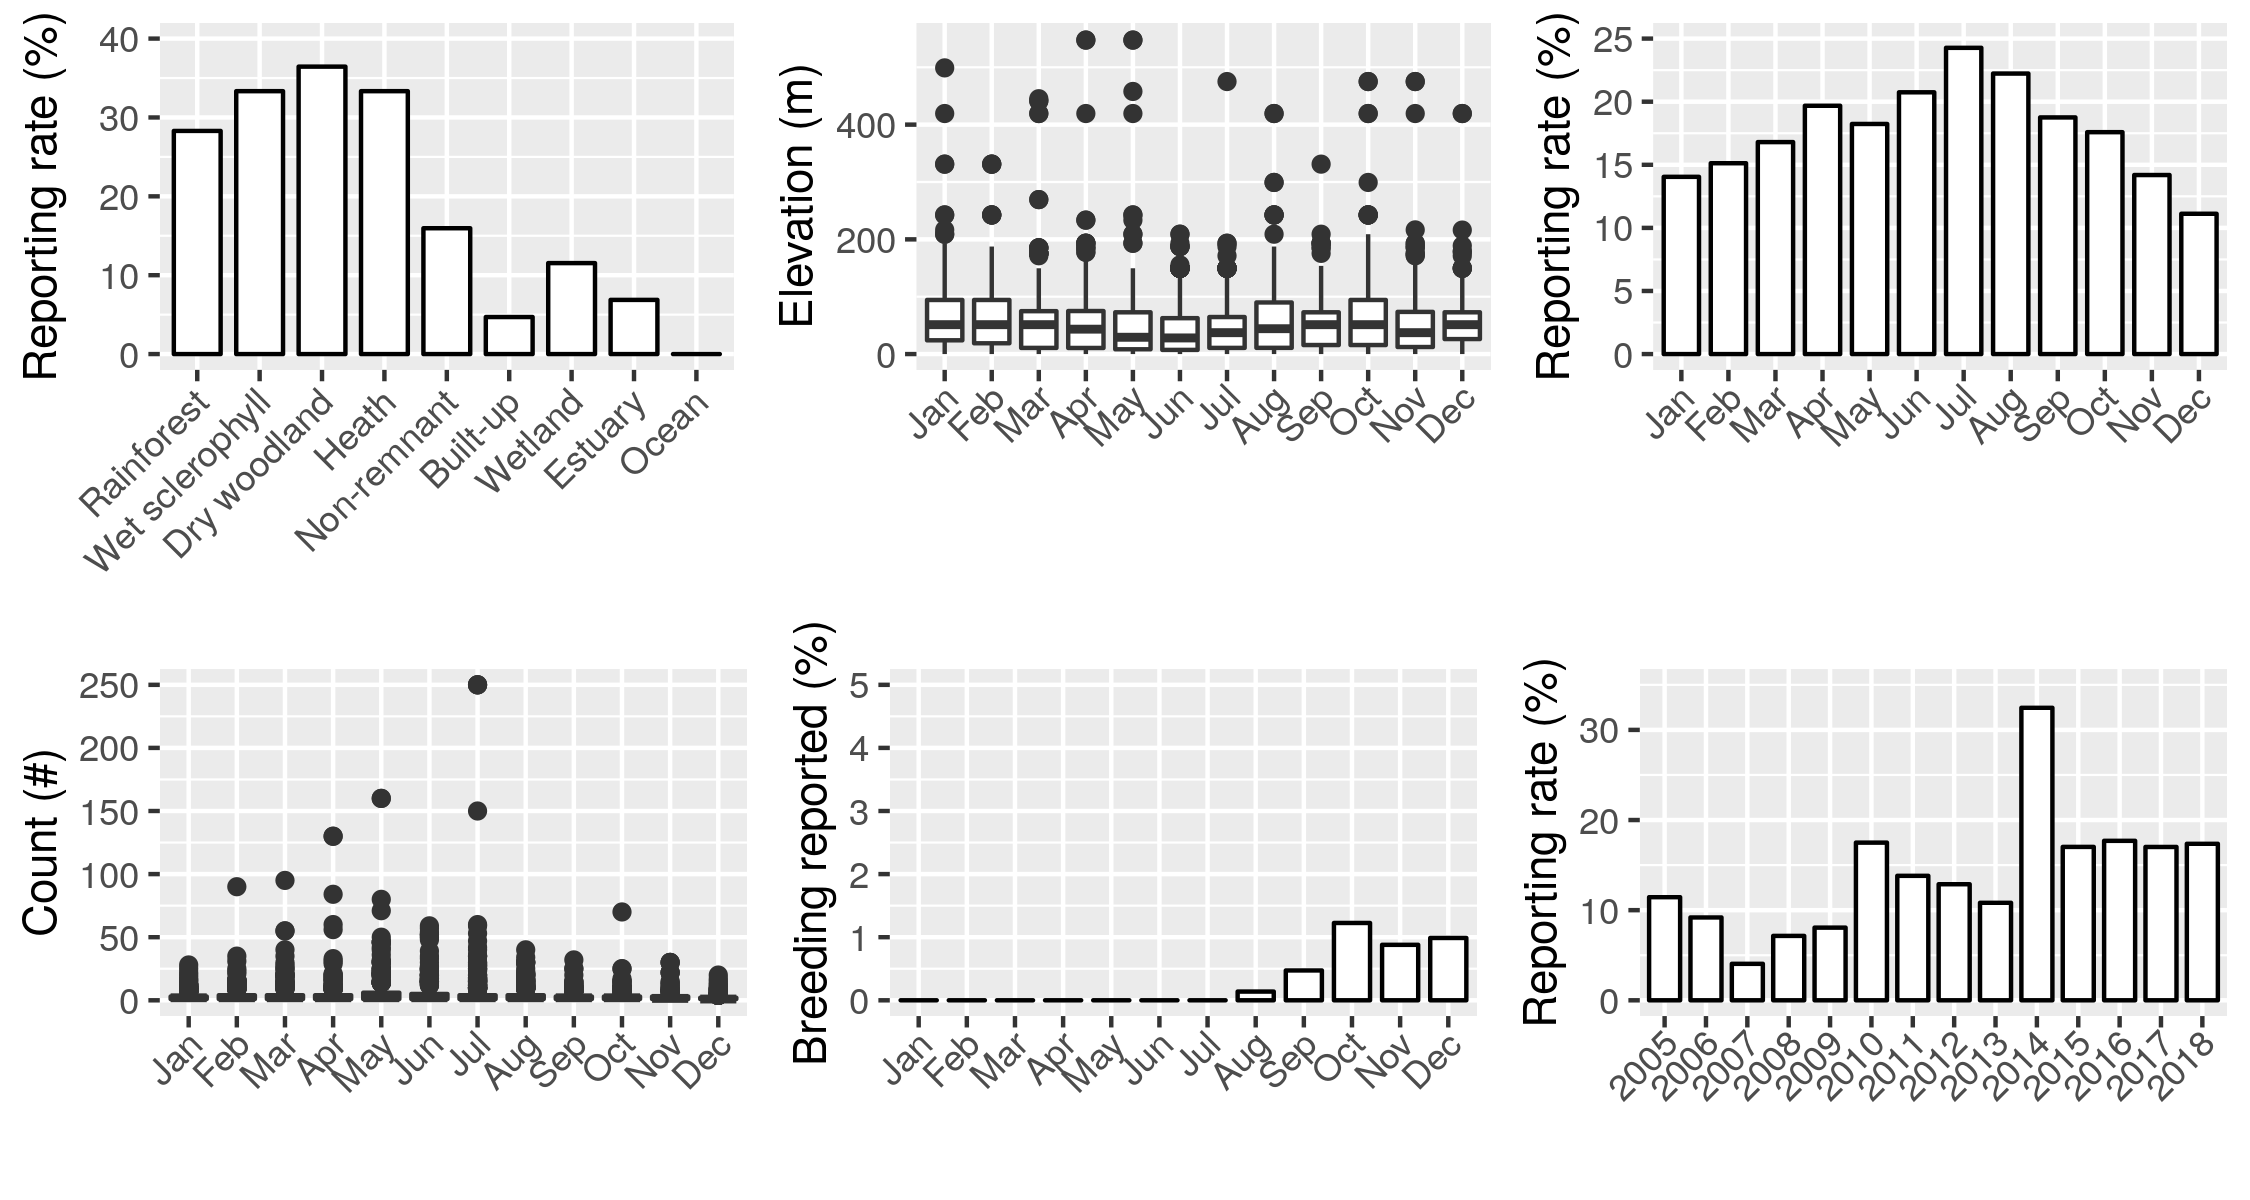 Reporting rate (%)
40
30
20
10
0
Rainforest
Wet sclerophyll
Dry woodland
Heath
Non-remnant
Built-up
Wetland
Estuary
Ocean
Elevation (m)
400
200
0
Jan
Feb
Mar
Apr
May
Jun
Jul
Aug
Sep
Oct
Nov
Dec
Reporting rate (%)
25
20
15
10
5
0
Jan
Feb
Mar
Apr
May
Jun
Jul
Aug
Sep
Oct
Nov
Dec
Count (#)
250
200
150
100
50
0
Jan
Feb
Mar
Apr
May
Jun
Jul
Aug
Sep
Oct
Nov
Dec
Breeding reported (%)
5
4
3
2
1
0
Jan
Feb
Mar
Apr
May
Jun
Jul
Aug
Sep
Oct
Nov
Dec
Reporting rate (%)
30
20
10
0
2005
2006
2007
2008
2009
2010
2011
2012
2013
2014
2015
2016
2017
2018